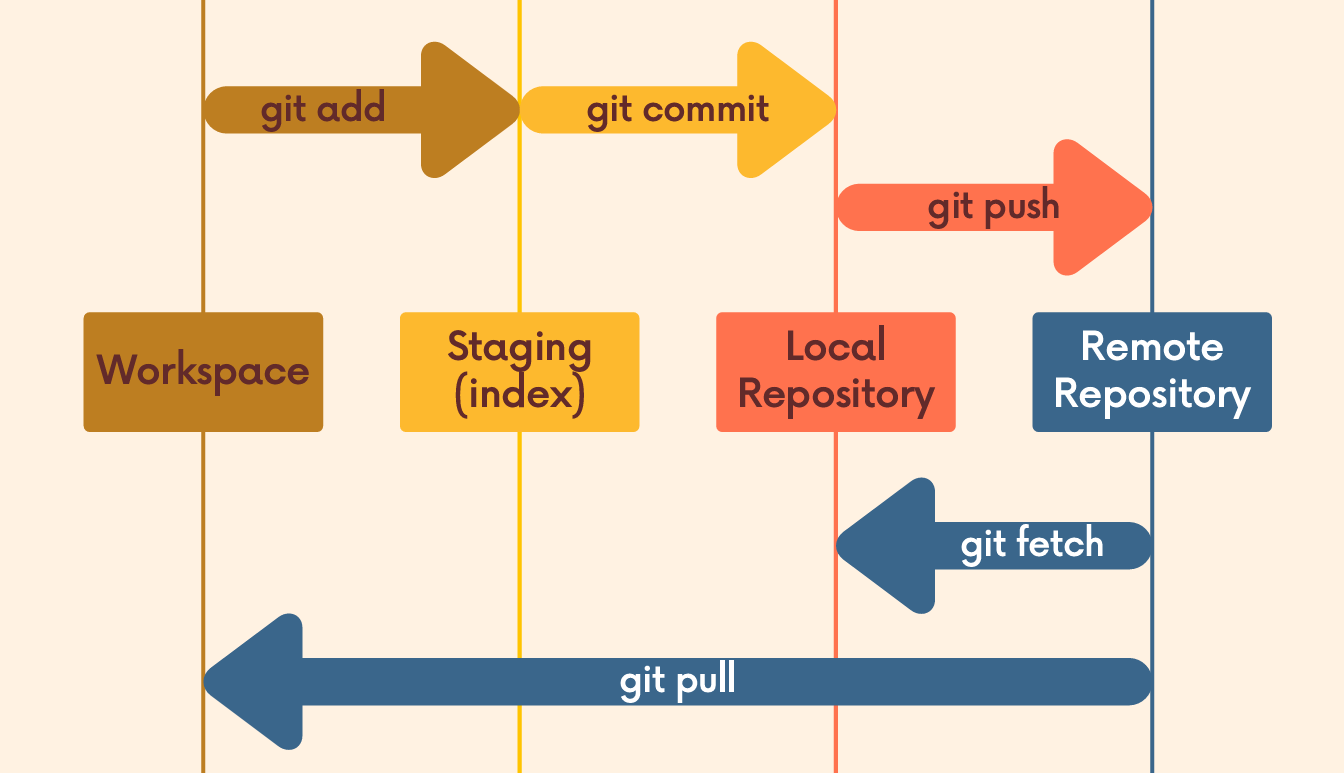 git add
git commit
git push
Workspace
Staging
(index)
Local
Repository
Remote
Repository
git fetch
git pull